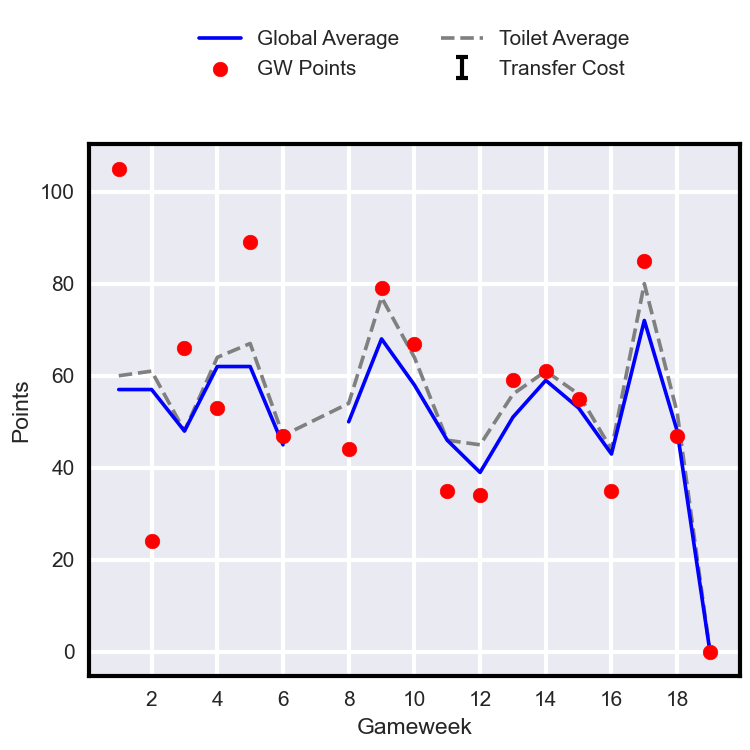 Global Average
Toilet Average
GW Points
Transfer Cost
100
80
60
40
20
0
Points
2 4 6 8 10 12 14 16 18
Gameweek